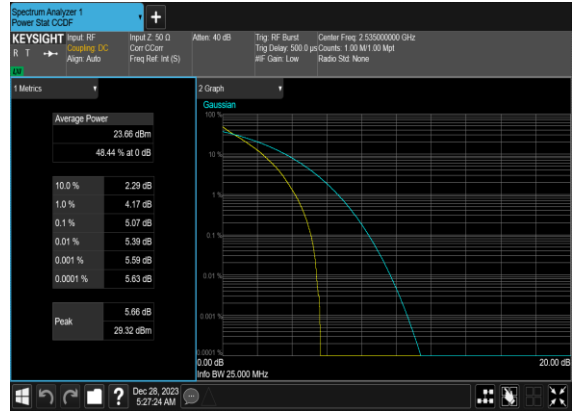 Spectrum Analyzer 1
Power Stat CCDF
KEYSIGHT
R T
LXI
Input: RF
Coupling: DC
Align: Auto
Input Z: 50 Ω
Corr CCorr
Freq Ref: Int (S)
Atten: 40 dB
Trig: RF Burst
Trig Delay: 500.0 µs
#IF Gain: Low
Center Freq: 2.535000000 GHz
Counts: 1.00 M/1.00 Mpt
Radio Std: None
1 Metrics
Average Power
23.66 dBm
48.44 % at 0 dB
10.0 % 2.29 dB
1.0 % 4.17 dB
0.1 % 5.07 dB
0.01 % 5.39 dB
0.001 % 5.59 dB
0.0001 % 5.63 dB
Peak
5.66 dB
29.32 dBm
2 Graph
Gaussian
100 %
10 %
1 %
0.1 %
0.01 %
0.001 %
0.0001 %
0.00 dB
20.00 dB
Info BW 25.000 MHz
?
Dec 28, 2023
5:27:24 AM